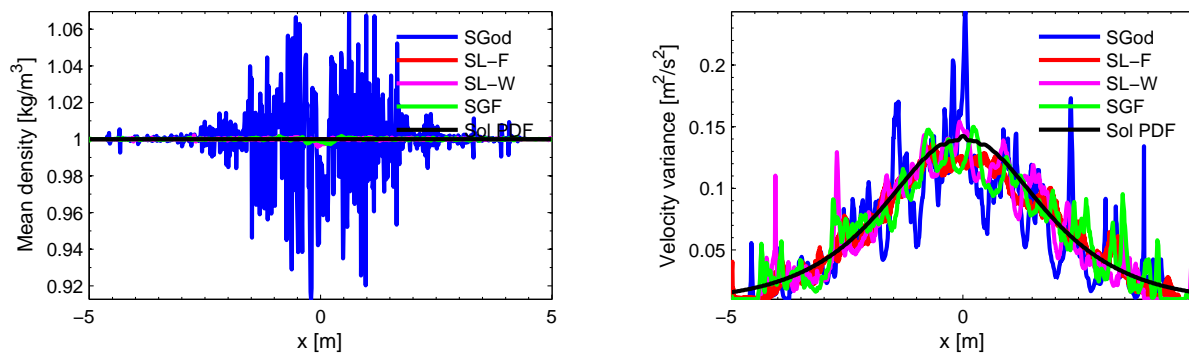 1.06
1.04
1.02
1
0.98
0.96
0.94
0.92
Mean density [kg/m³]
SGod
SL−F
SL−W
SGF
Sol PDF
−5
0
5
x [m]
0.2
0.15
0.1
0.05
Velocity variance [m²/s²]
SGod
SL−F
SL−W
SGF
Sol PDF
−5
0
x [m]